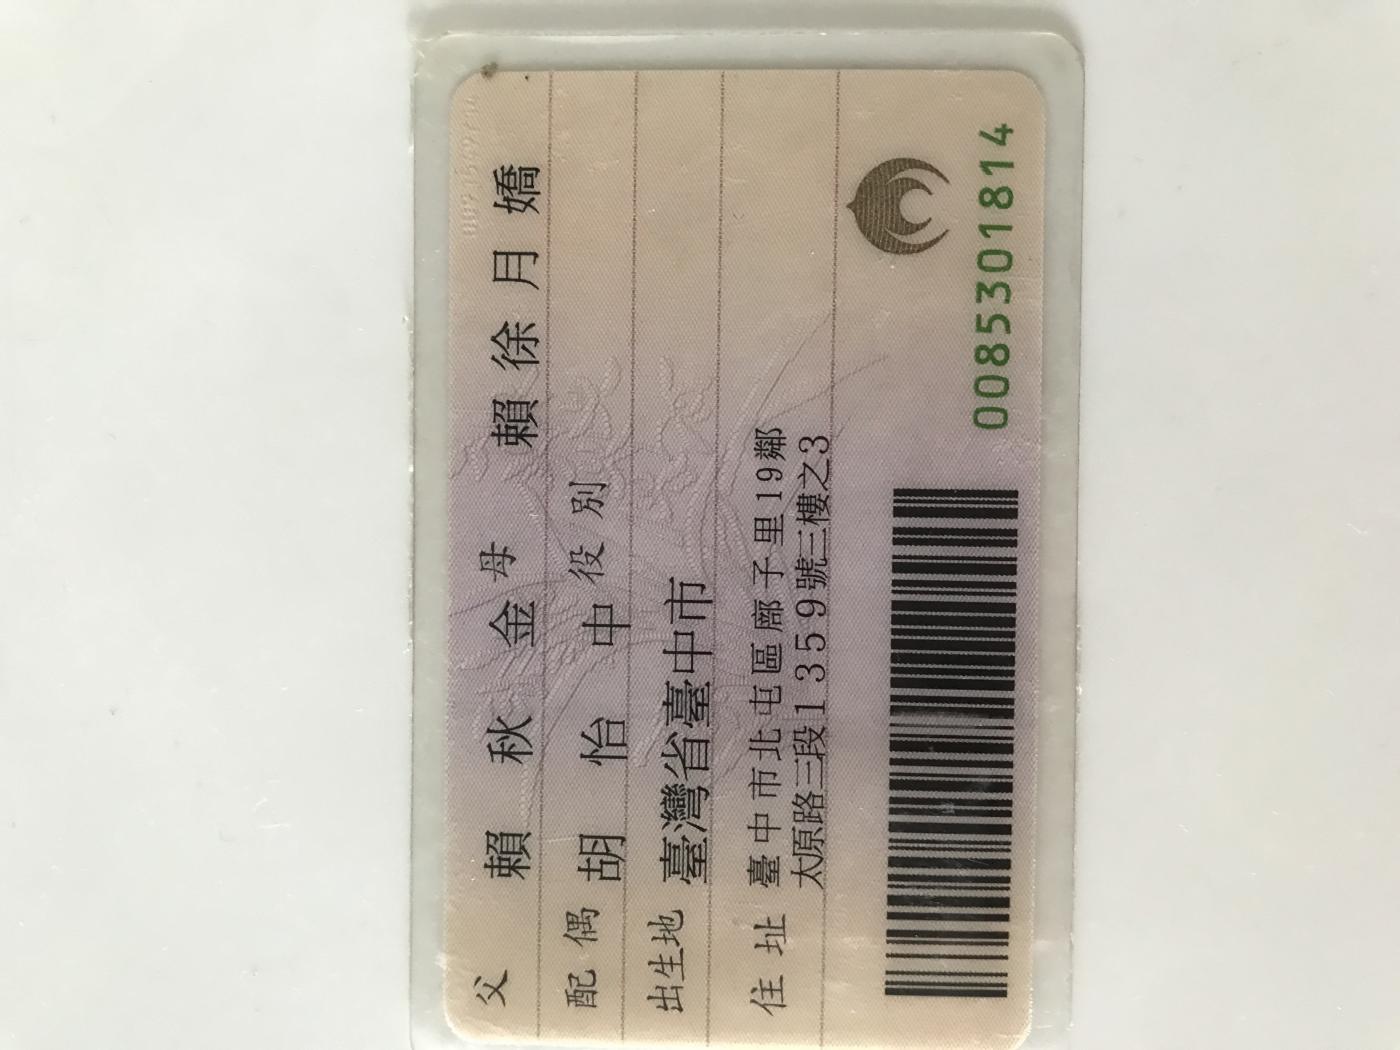 父 賴秋金 母 賴徐月嬌
配偶 胡怡中 役別
出生地 臺灣省臺中市
住址 臺中市北屯區廍子里19鄰
太原路三段1359號三樓之3
0085301814